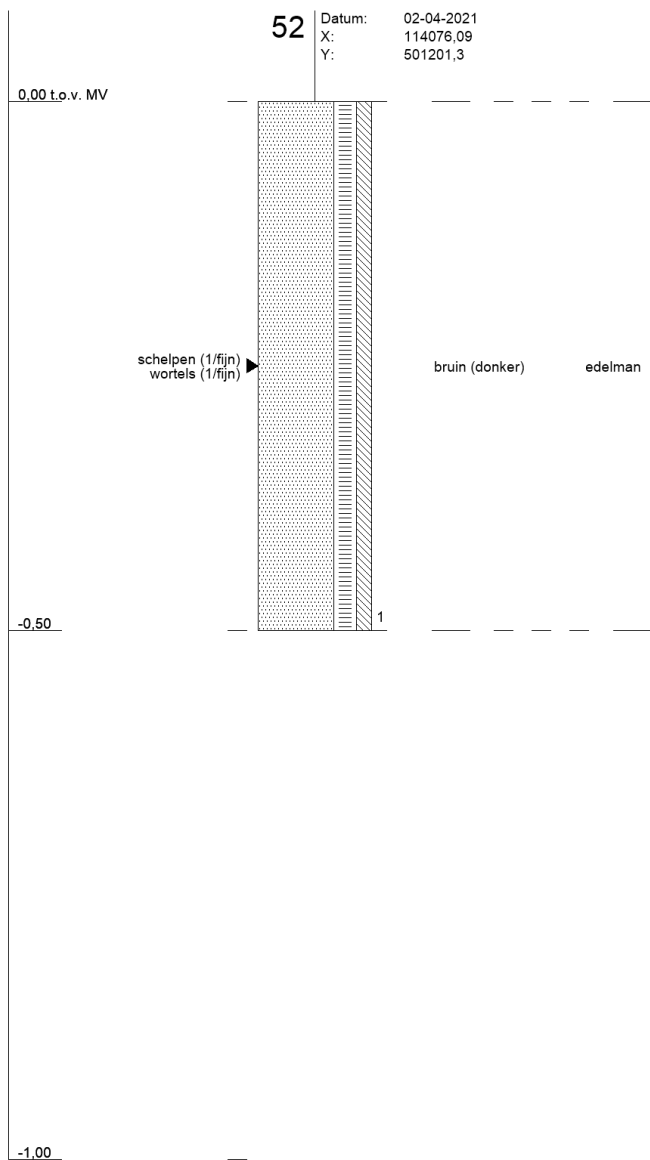 52
Datum: 02-04-2021
X: 114076,09
Y: 501201,3
0,00 t.o.v. MV
schelpen (1/fijn)
wortels (1/fijn)
bruin (donker) edelman
1
-0,50
-1,00